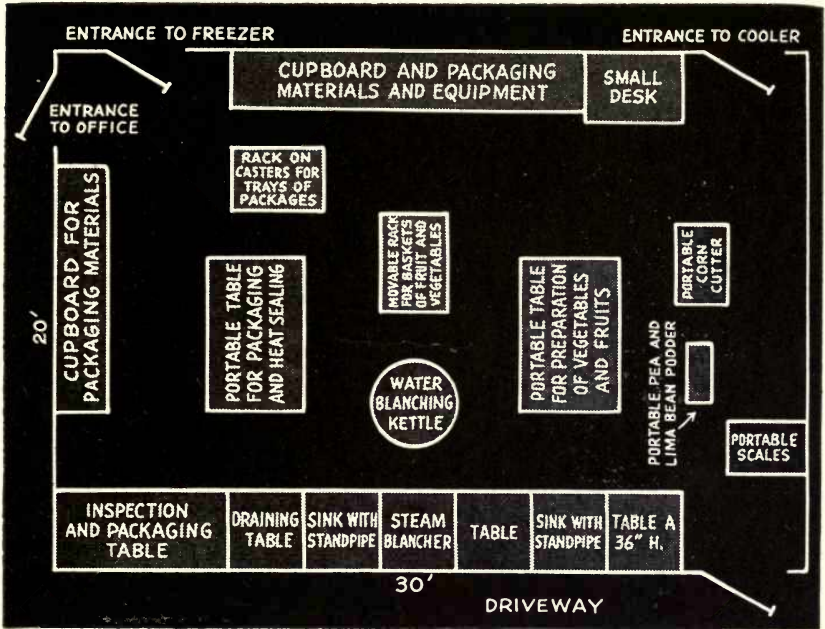 ENTRANCE TO FREEZER
ENTRANCE TO COOLER
CUPBOARD AND PACKAGING
MATERIALS AND EQUIPMENT
SMALL
DESK
ENTRANCE
TO OFFICE
RACK ON
CASTERS FOR
TRAYS OF
PACKAGES
CUPBOARD FOR
PACKAGING MATERIALS
MOVABLE RACK
FOR BASKETS
OF FRUIT AND
VEGETABLES
PORTABLE
CORN
CUTTER
20'
PORTABLE TABLE
FOR PACKAGING
AND HEAT SEALING
PORTABLE TABLE
FOR PREPARATION
OF VEGETABLES
AND FRUITS
WATER
BLANCHING
KETTLE
PORTABLE PEA AND
LIMA BEAN PODDER
PORTABLE
SCALES
INSPECTION
AND PACKAGING
TABLE
DRAINING
TABLE
SINK WITH
STANDPIPE
STEAM
BLANCHER
TABLE
SINK WITH
STANDPIPE
TABLE A
36" H.
30'
DRIVEWAY